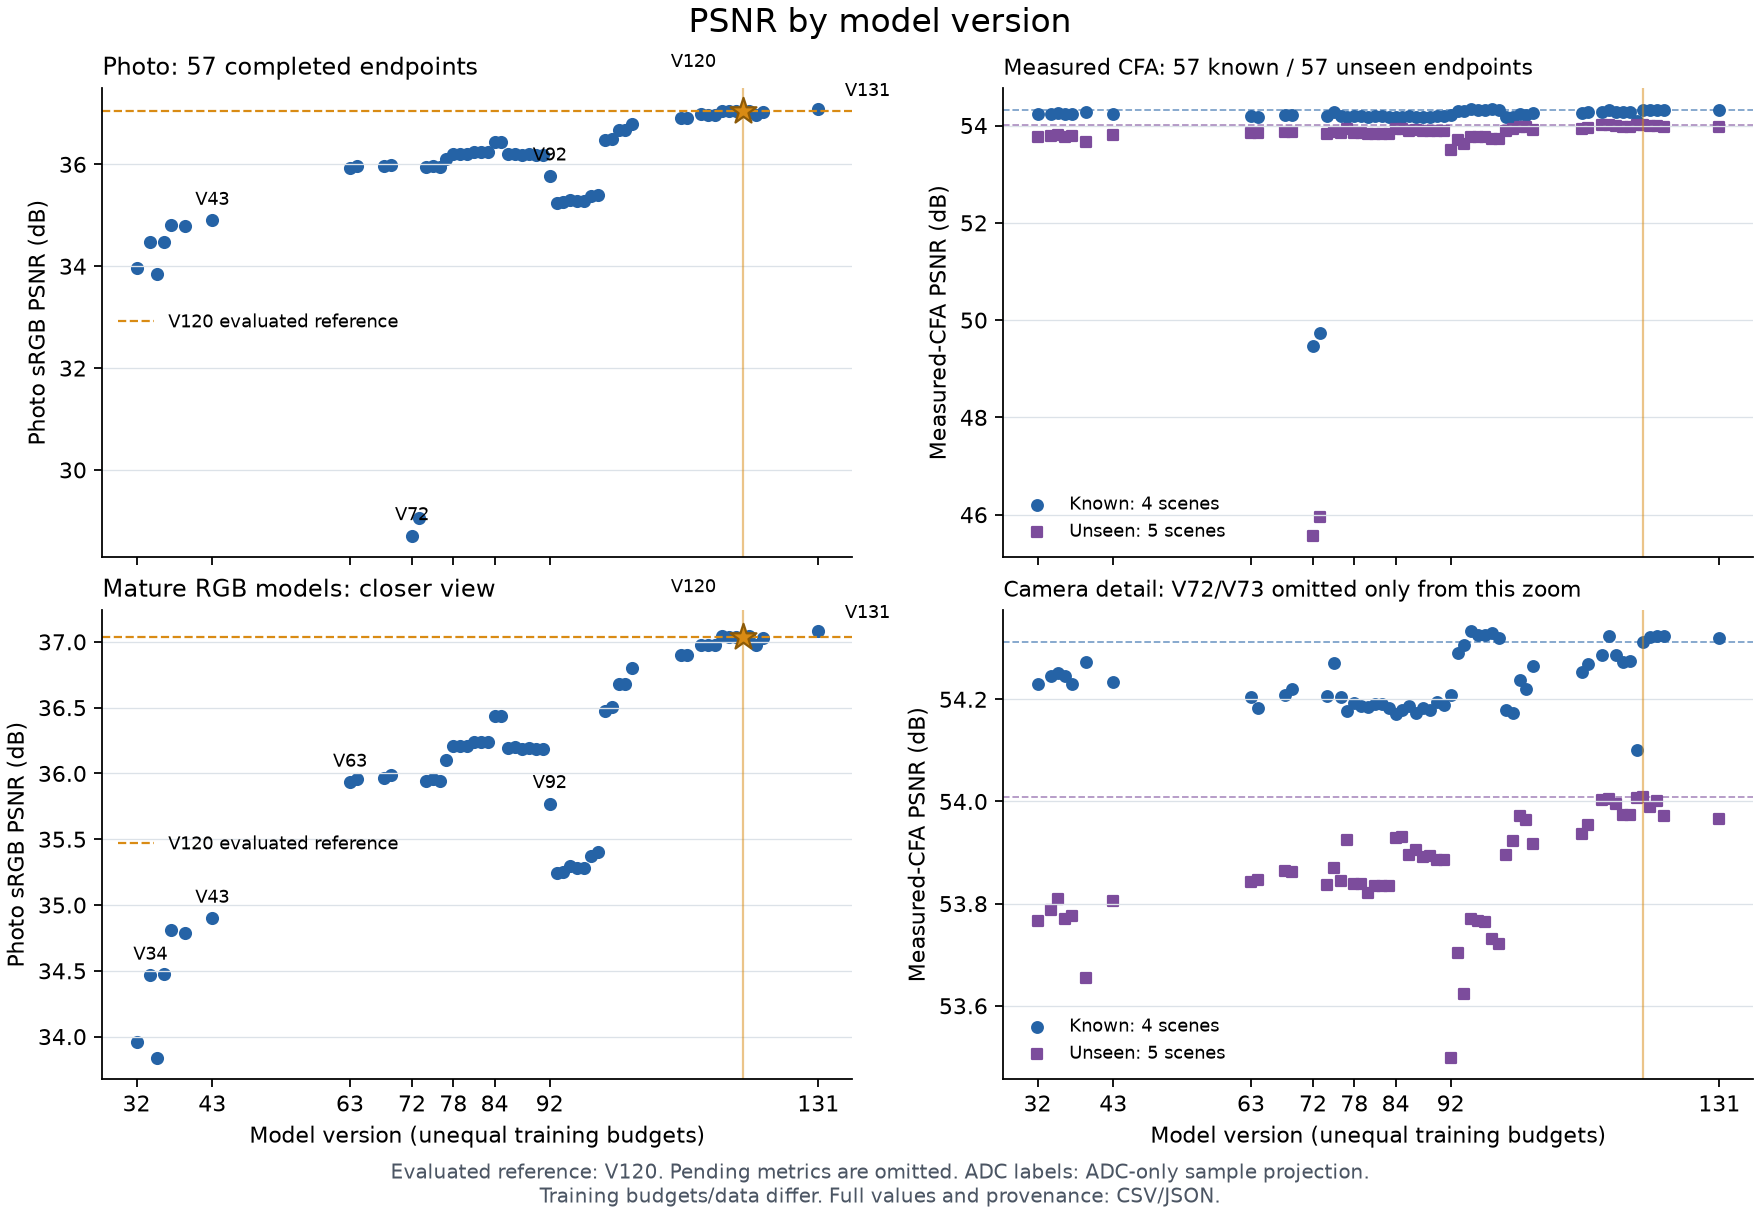 PSNR by model version
Photo: 57 completed endpoints
V120
V131
Photo sRGB PSNR (dB)
36
34
32
30
V43
V92
V72
V120 evaluated reference
Measured CFA: 57 known / 57 unseen endpoints
Measured-CFA PSNR (dB)
54
52
50
48
46
Known: 4 scenes
Unseen: 5 scenes
Mature RGB models: closer view
V120
V131
Photo sRGB PSNR (dB)
37.0
36.5
36.0
35.5
35.0
34.5
34.0
V63
V92
V120 evaluated reference
V43
V34
32 43 63 72 78 84 92 131
Model version (unequal training budgets)
Camera detail: V72/V73 omitted only from this zoom
Measured-CFA PSNR (dB)
54.2
54.0
53.8
53.6
Known: 4 scenes
Unseen: 5 scenes
32 43 63 72 78 84 92 131
Model version (unequal training budgets)
Evaluated reference: V120. Pending metrics are omitted. ADC labels: ADC-only sample projection.
Training budgets/data differ. Full values and provenance: CSV/JSON.